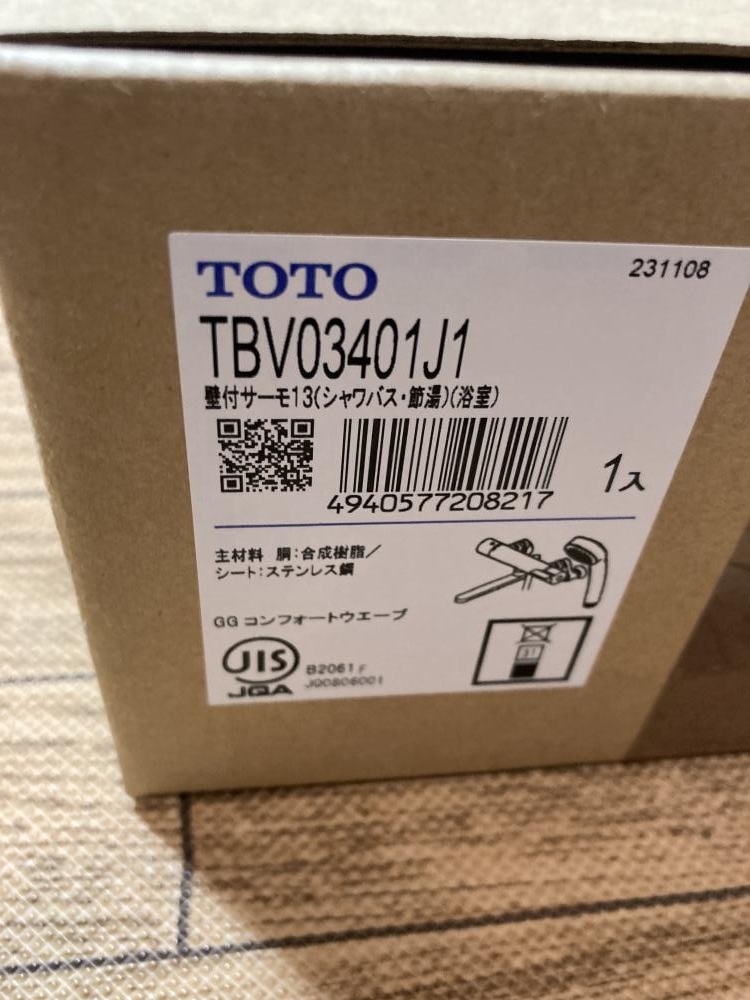 TOTO
231108
TBV03401J1
壁付サーモ13(シャワバス・節湯)(浴室)
4940577208217
1入
主材料 胴:合成樹脂/
シート:ステンレス鋼
GG コンフォートウエーブ
JIS
B2061 F
JQA
JQ0806001
31